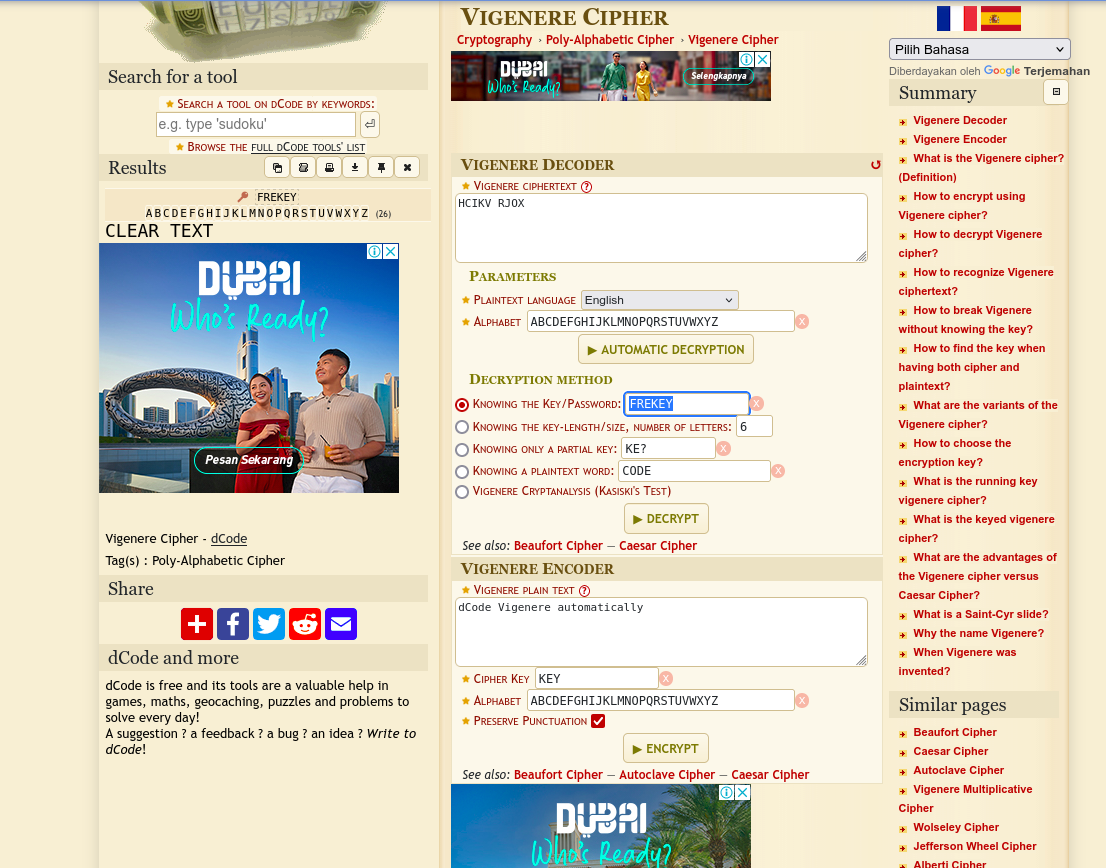 Search for a tool
★ Search a tool on dCode by keywords:
e.g. type 'sudoku'
★ Browse the full dCode tools' list
Results
FREKEY
ABCDEFGHIJKLMNOPQRSTUVWXYZ (26)
CLEAR TEXT
DUBAI
Who's Ready?
Pesan Sekarang
Vigenere Cipher - dCode
Tag(s) : Poly-Alphabetic Cipher
Share
dCode and more
dCode is free and its tools are a valuable help in
games, maths, geocaching, puzzles and problems to
solve every day!
A suggestion ? a feedback ? a bug ? an idea ? Write to
dCode!
Vigenere Cipher
Cryptography › Poly-Alphabetic Cipher › Vigenere Cipher
DUBAI
Who's Ready?
Selengkapnya
Vigenere Decoder
★ Vigenere ciphertext ?
HCIKV RJOX
Parameters
★ Plaintext language English
★ Alphabet ABCDEFGHIJKLMNOPQRSTUVWXYZ X
▶ AUTOMATIC DECRYPTION
Decryption method
Knowing the Key/Password: FREKEY X
Knowing the key-length/size, number of letters: 6
Knowing only a partial key: KE? X
Knowing a plaintext word: CODE X
Vigenere Cryptanalysis (Kasiski's Test)
▶ DECRYPT
See also: Beaufort Cipher — Caesar Cipher
Vigenere Encoder
★ Vigenere plain text ?
dCode Vigenere automatically
★ Cipher Key KEY X
★ Alphabet ABCDEFGHIJKLMNOPQRSTUVWXYZ X
★ Preserve Punctuation
▶ ENCRYPT
See also: Beaufort Cipher — Autoclave Cipher — Caesar Cipher
DUBAI
Who's Ready?
Pilih Bahasa
Diberdayakan oleh Google Terjemahan
Summary
Vigenere Decoder
Vigenere Encoder
What is the Vigenere cipher?
(Definition)
How to encrypt using
Vigenere cipher?
How to decrypt Vigenere
cipher?
How to recognize Vigenere
ciphertext?
How to break Vigenere
without knowing the key?
How to find the key when
having both cipher and
plaintext?
What are the variants of the
Vigenere cipher?
How to choose the
encryption key?
What is the running key
vigenere cipher?
What is the keyed vigenere
cipher?
What are the advantages of
the Vigenere cipher versus
Caesar Cipher?
What is a Saint-Cyr slide?
Why the name Vigenere?
When Vigenere was
invented?
Similar pages
Beaufort Cipher
Caesar Cipher
Autoclave Cipher
Vigenere Multiplicative
Cipher
Wolseley Cipher
Jefferson Wheel Cipher
Alberti Cipher